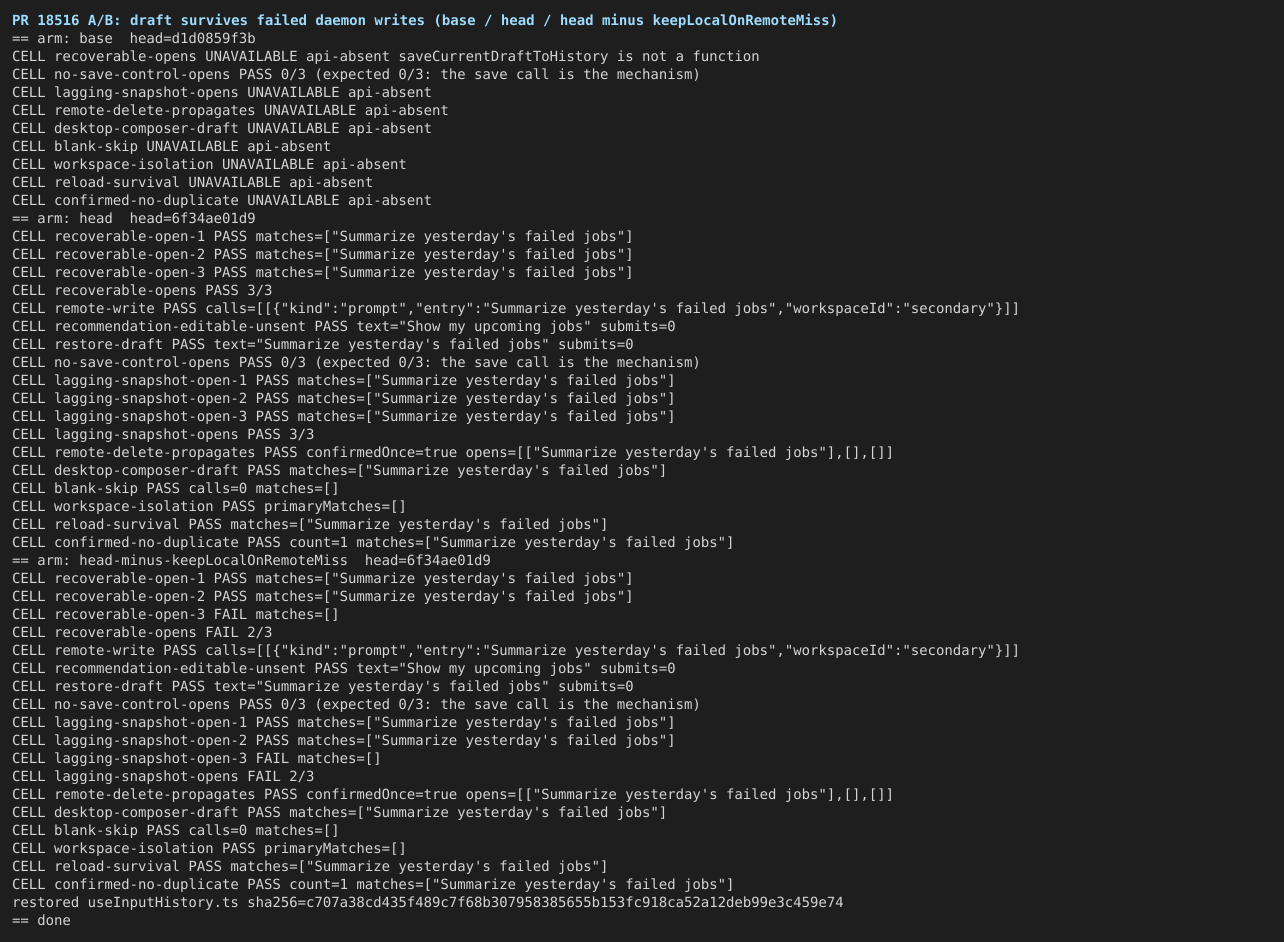 PR 18516 A/B: draft survives failed daemon writes (base / head / head minus keepLocalOnRemoteMiss)
== arm: base  head=d1d0859f3b
CELL recoverable-opens UNAVAILABLE api-absent saveCurrentDraftToHistory is not a function
CELL no-save-control-opens PASS 0/3 (expected 0/3: the save call is the mechanism)
CELL lagging-snapshot-opens UNAVAILABLE api-absent
CELL remote-delete-propagates UNAVAILABLE api-absent
CELL desktop-composer-draft UNAVAILABLE api-absent
CELL blank-skip UNAVAILABLE api-absent
CELL workspace-isolation UNAVAILABLE api-absent
CELL reload-survival UNAVAILABLE api-absent
CELL confirmed-no-duplicate UNAVAILABLE api-absent
== arm: head  head=6f34ae01d9
CELL recoverable-open-1 PASS matches=["Summarize yesterday's failed jobs"]
CELL recoverable-open-2 PASS matches=["Summarize yesterday's failed jobs"]
CELL recoverable-open-3 PASS matches=["Summarize yesterday's failed jobs"]
CELL recoverable-opens PASS 3/3
CELL remote-write PASS calls=[[{"kind":"prompt","entry":"Summarize yesterday's failed jobs","workspaceId":"secondary"}]]
CELL recommendation-editable-unsent PASS text="Show my upcoming jobs" submits=0
CELL restore-draft PASS text="Summarize yesterday's failed jobs" submits=0
CELL no-save-control-opens PASS 0/3 (expected 0/3: the save call is the mechanism)
CELL lagging-snapshot-open-1 PASS matches=["Summarize yesterday's failed jobs"]
CELL lagging-snapshot-open-2 PASS matches=["Summarize yesterday's failed jobs"]
CELL lagging-snapshot-open-3 PASS matches=["Summarize yesterday's failed jobs"]
CELL lagging-snapshot-opens PASS 3/3
CELL remote-delete-propagates PASS confirmedOnce=true opens=[["Summarize yesterday's failed jobs"],[],[]]
CELL desktop-composer-draft PASS matches=["Summarize yesterday's failed jobs"]
CELL blank-skip PASS calls=0 matches=[]
CELL workspace-isolation PASS primaryMatches=[]
CELL reload-survival PASS matches=["Summarize yesterday's failed jobs"]
CELL confirmed-no-duplicate PASS count=1 matches=["Summarize yesterday's failed jobs"]
== arm: head-minus-keepLocalOnRemoteMiss  head=6f34ae01d9
CELL recoverable-open-1 PASS matches=["Summarize yesterday's failed jobs"]
CELL recoverable-open-2 PASS matches=["Summarize yesterday's failed jobs"]
CELL recoverable-open-3 FAIL matches=[]
CELL recoverable-opens FAIL 2/3
CELL remote-write PASS calls=[[{"kind":"prompt","entry":"Summarize yesterday's failed jobs","workspaceId":"secondary"}]]
CELL recommendation-editable-unsent PASS text="Show my upcoming jobs" submits=0
CELL restore-draft PASS text="Summarize yesterday's failed jobs" submits=0
CELL no-save-control-opens PASS 0/3 (expected 0/3: the save call is the mechanism)
CELL lagging-snapshot-open-1 PASS matches=["Summarize yesterday's failed jobs"]
CELL lagging-snapshot-open-2 PASS matches=["Summarize yesterday's failed jobs"]
CELL lagging-snapshot-open-3 FAIL matches=[]
CELL lagging-snapshot-opens FAIL 2/3
CELL remote-delete-propagates PASS confirmedOnce=true opens=[["Summarize yesterday's failed jobs"],[],[]]
CELL desktop-composer-draft PASS matches=["Summarize yesterday's failed jobs"]
CELL blank-skip PASS calls=0 matches=[]
CELL workspace-isolation PASS primaryMatches=[]
CELL reload-survival PASS matches=["Summarize yesterday's failed jobs"]
CELL confirmed-no-duplicate PASS count=1 matches=["Summarize yesterday's failed jobs"]
restored useInputHistory.ts sha256=c707a38cd435f489c7f68b307958385655b153fc918ca52a12deb99e3c459e74
== done